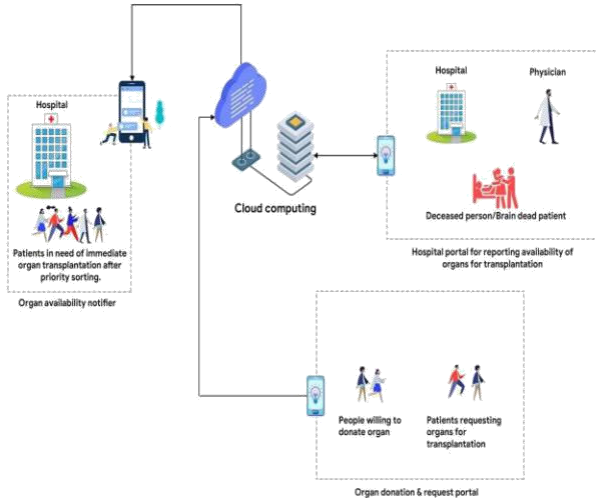 Hospital
Patients in need of immediate
organ transplantation after
priority sorting.
Organ availability notifier
Cloud computing
Hospital
Physician
Deceased person/Brain dead patient
Hospital portal for reporting availability of
organs for transplantation
People willing to
donate organ
Patients requesting
organs for
transplantation
Organ donation & request portal